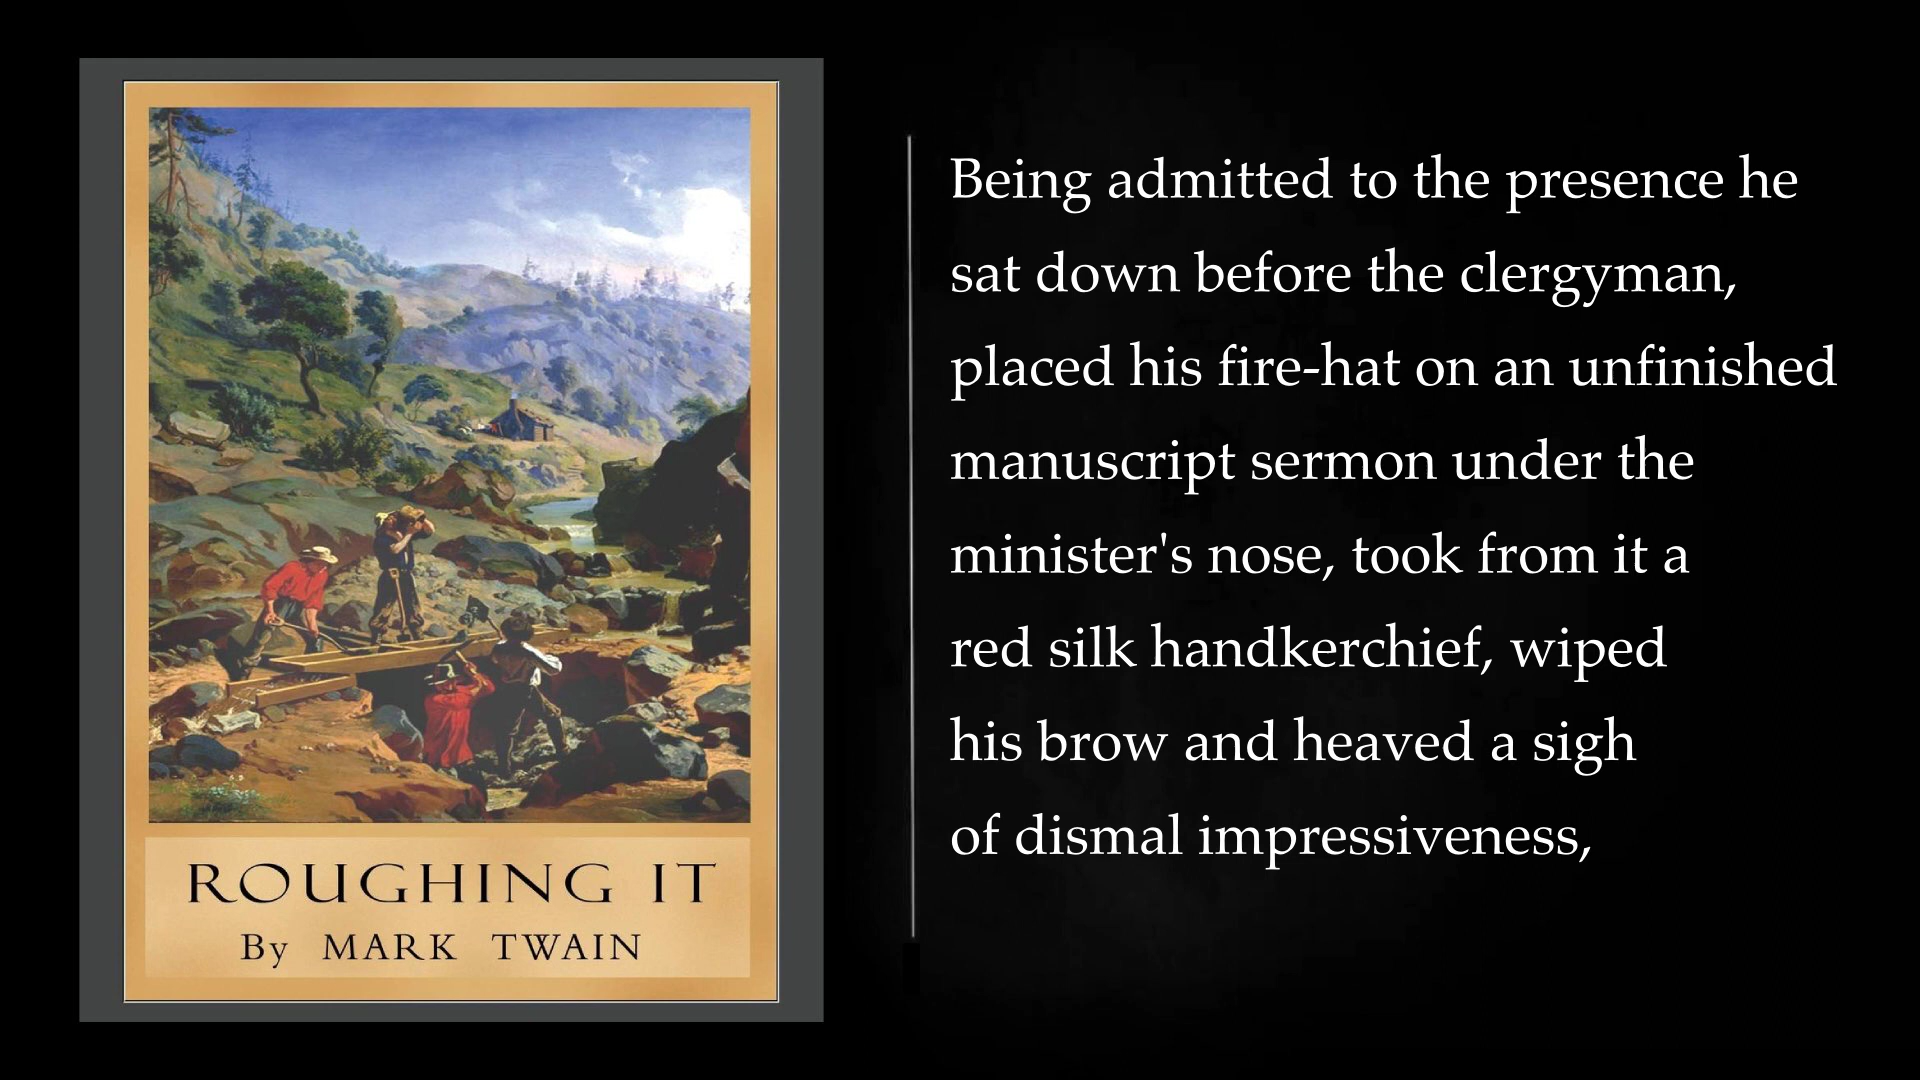 ROUGHING IT
By MARK TWAIN
Being admitted to the presence he
sat down before the clergyman,
placed his fire-hat on an unfinished
manuscript sermon under the
minister's nose, took from it a
red silk handkerchief, wiped
his brow and heaved a sigh
of dismal impressiveness,